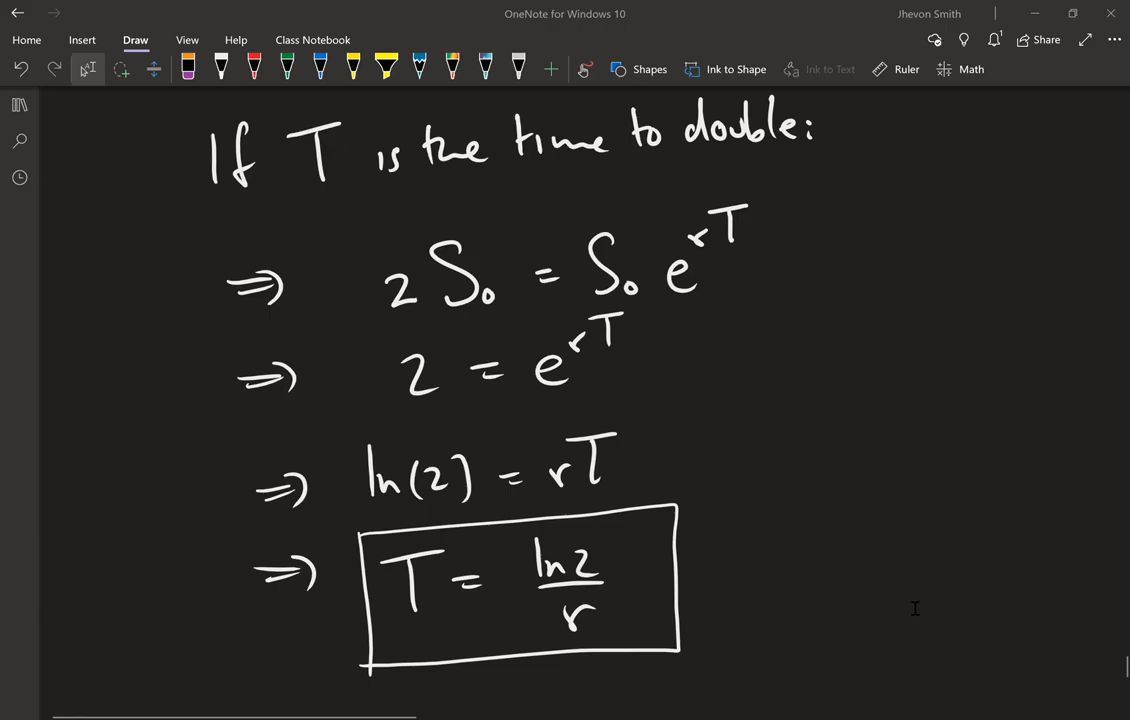 OneNote for Windows 10
Jhevon Smith
Home Insert Draw View Help Class Notebook
Share
Shapes Ink to Shape Ink to Text Ruler Math
If T is the time to double:
⇒ 2S₀ = S₀ e^{rT}
⇒ 2 = e^{rT}
⇒ ln(2) = rT
⇒ T = ln2/r